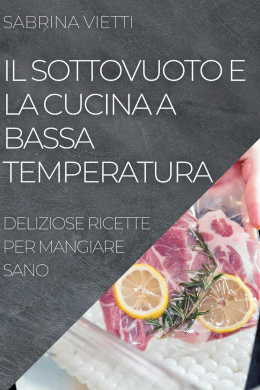 SABRINA VIETTI
IL SOTTOVUOTO E
LA CUCINA A
BASSA
TEMPERATURA
DELIZIOSE RICETTE
PER MANGIARE
SANO